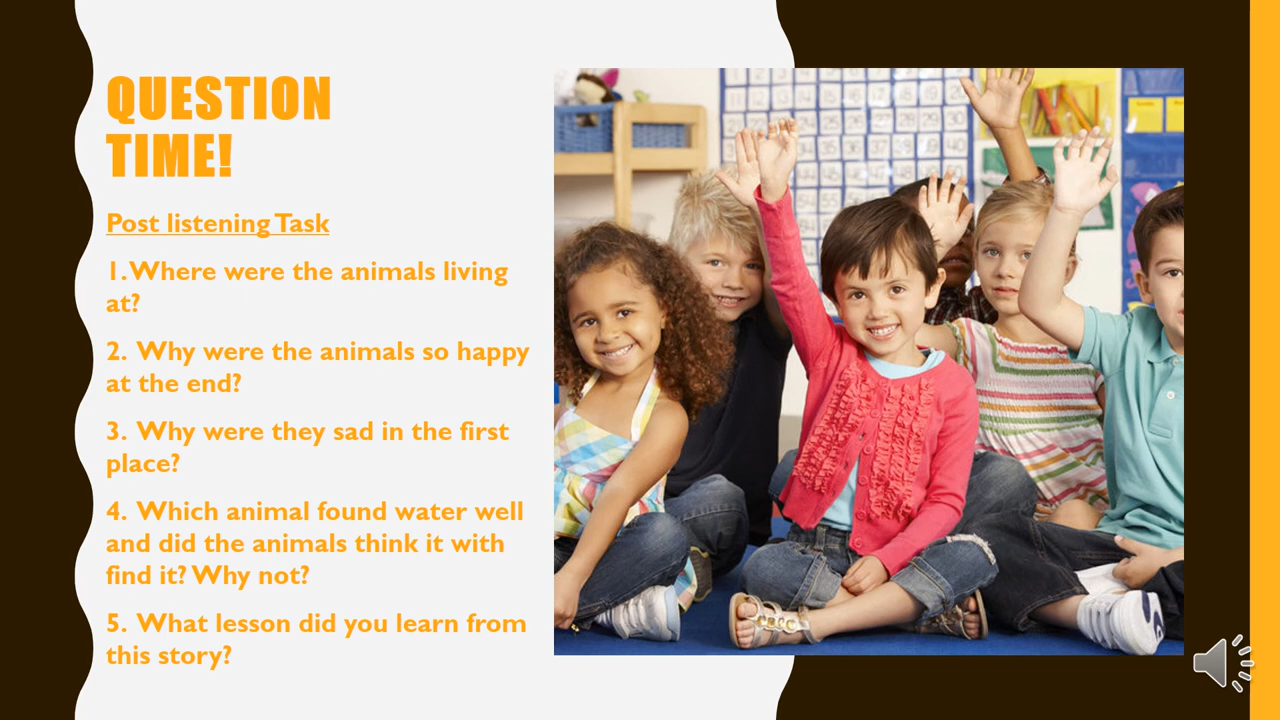 QUESTION
TIME!
Post listening Task
1.Where were the animals living
at?
2. Why were the animals so happy
at the end?
3. Why were they sad in the first
place?
4. Which animal found water well
and did the animals think it with
find it? Why not?
5. What lesson did you learn from
this story?